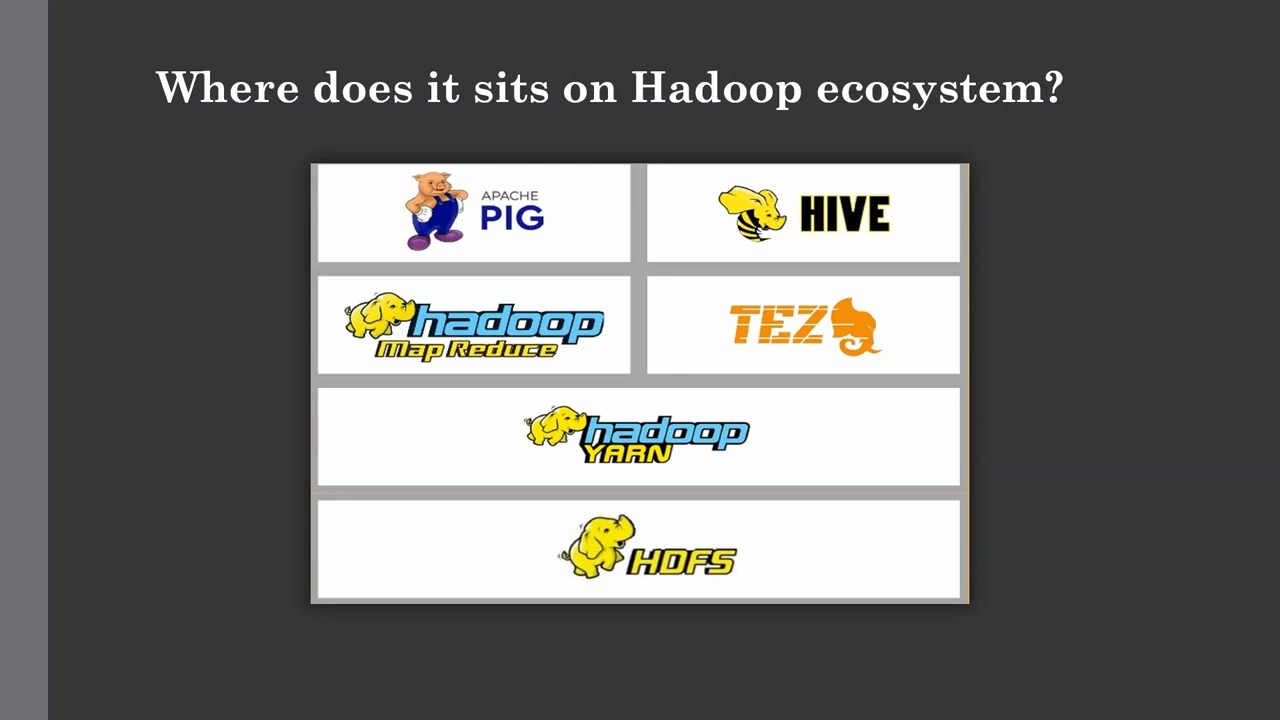 Where does it sits on Hadoop ecosystem?
APACHE
PIG
HIVE
hadoop
Map Reduce
TEZ
hadoop
YARN
HDFS